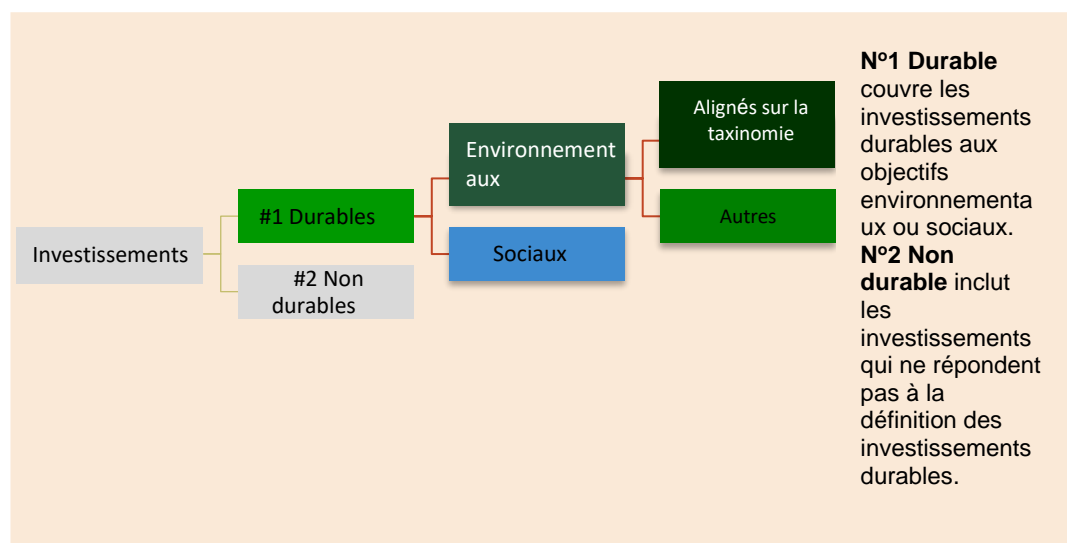 Investissements
#1 Durables
#2 Non
durables
Environnement
aux
Sociaux
Alignés sur la
taxinomie
Autres
Nº1 Durable
couvre les
investissements
durables aux
objectifs
environnementa
ux ou sociaux.
Nº2 Non
durable inclut
les
investissements
qui ne répondent
pas à la
définition des
investissements
durables.